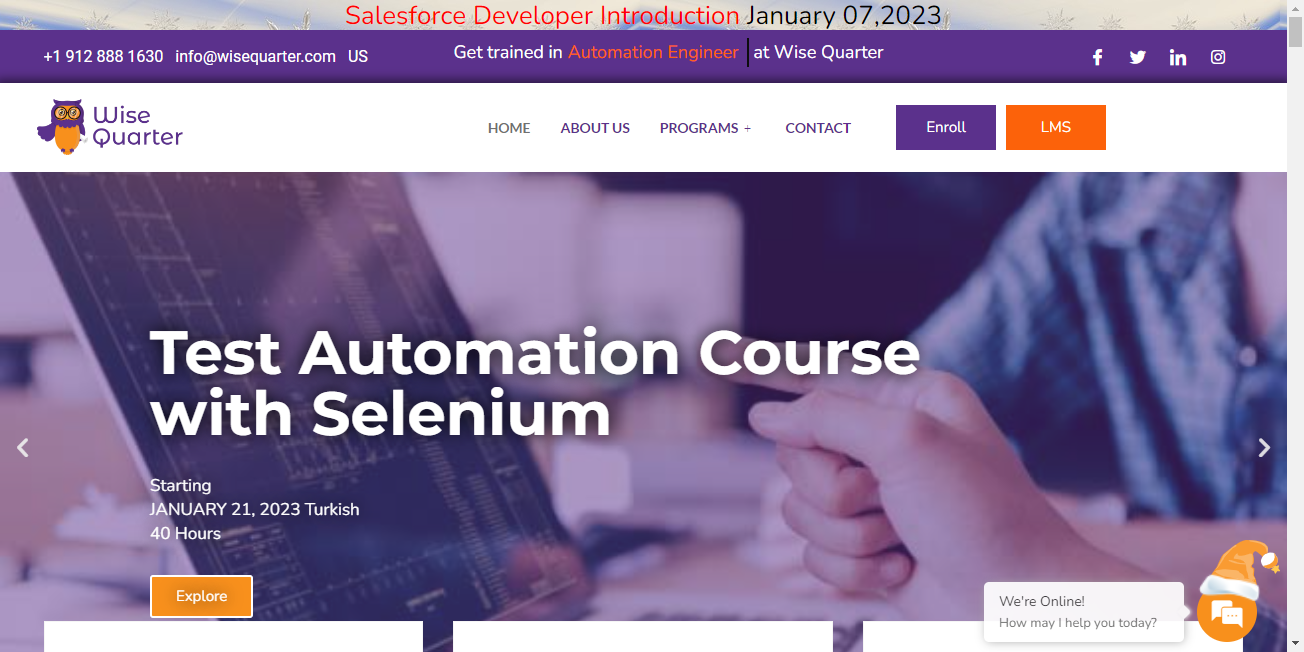 Salesforce Developer Introduction January 07,2023
+1 912 888 1630 info@wisequarter.com US
Get trained in Automation Engineer at Wise Quarter
Wise
Quarter
HOME ABOUT US PROGRAMS + CONTACT Enroll LMS
Test Automation Course
with Selenium
Starting
JANUARY 21, 2023 Turkish
40 Hours
Explore
We're Online!
How may I help you today?